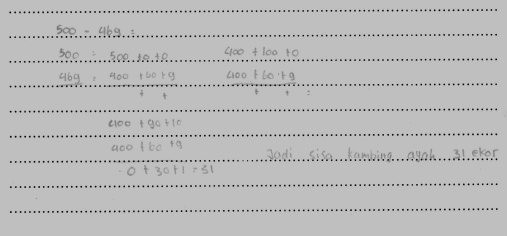 500 - 469 =
500 = 500 + 0 + 0 400 + 100 + 0
469 = 400 + 60 + 9 400 + 60 + 9
+ + + + =
400 + 90 + 10
400 + 60 + 9 Jadi sisa kambing ayah 31 ekor
0 + 30 + 1 = 31